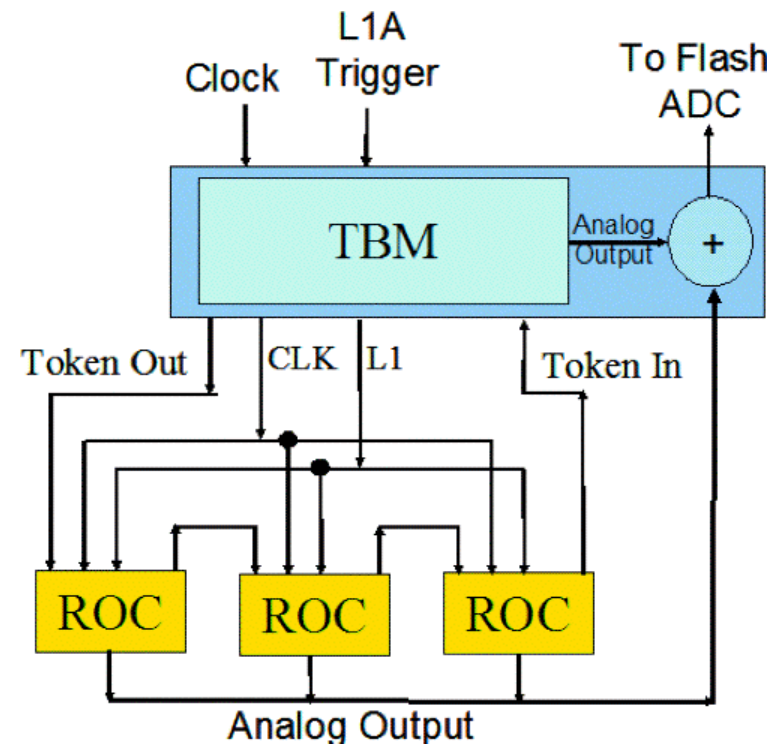 L1A
Trigger
Clock
To Flash
ADC
TBM
Analog
Output
+
Token Out
CLK
L1
Token In
ROC
ROC
ROC
Analog Output